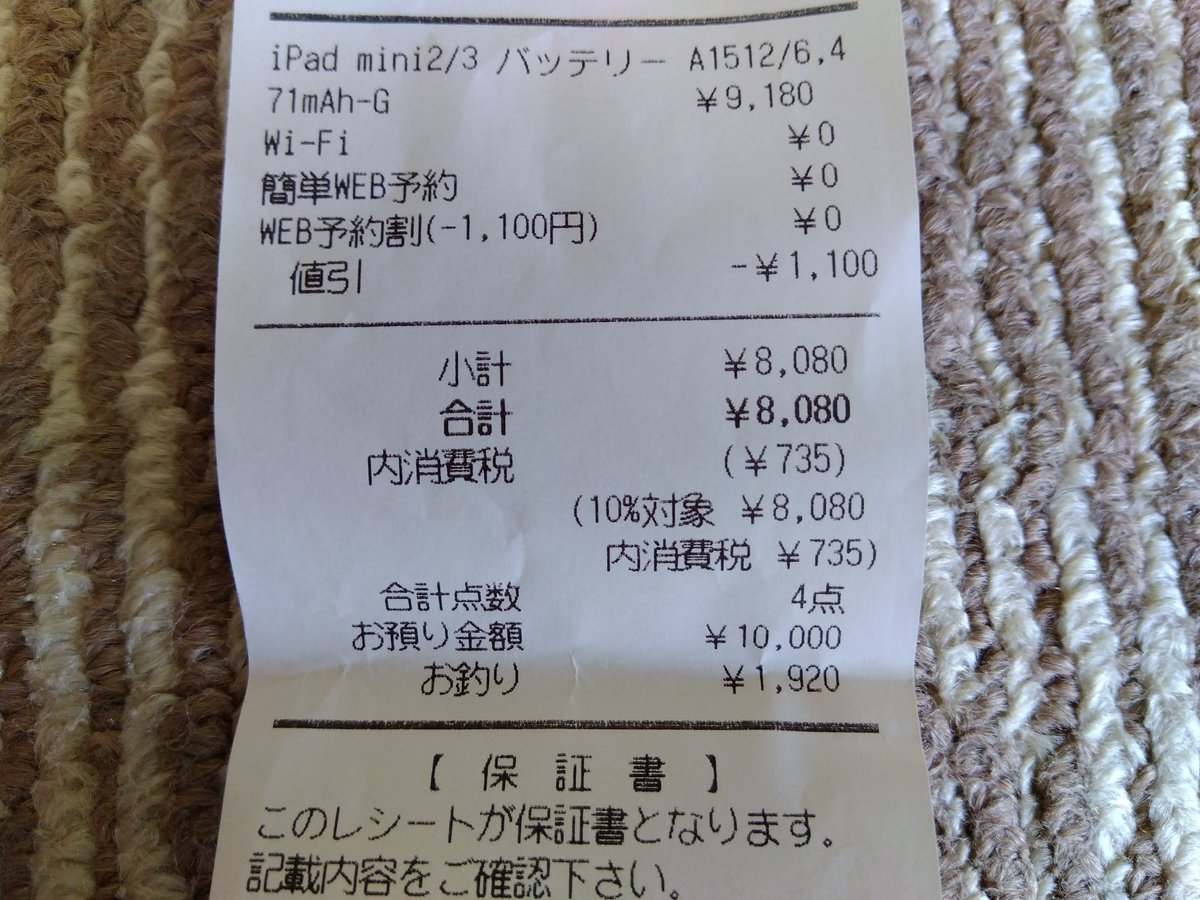 iPad mini2/3 バッテリー A1512/6,4
71mAh-G ¥9,180
Wi-Fi ¥0
簡単WEB予約 ¥0
WEB予約割(-1,100円) ¥0
値引 -¥1,100
小計 ¥8,080
合計 ¥8,080
内消費税 (¥735)
(10%対象 ¥8,080
内消費税 ¥735)
合計点数 4点
お預り金額 ¥10,000
お釣り ¥1,920
【 保 証 書 】
このレシートが保証書となります。
記載内容をご確認下さい。